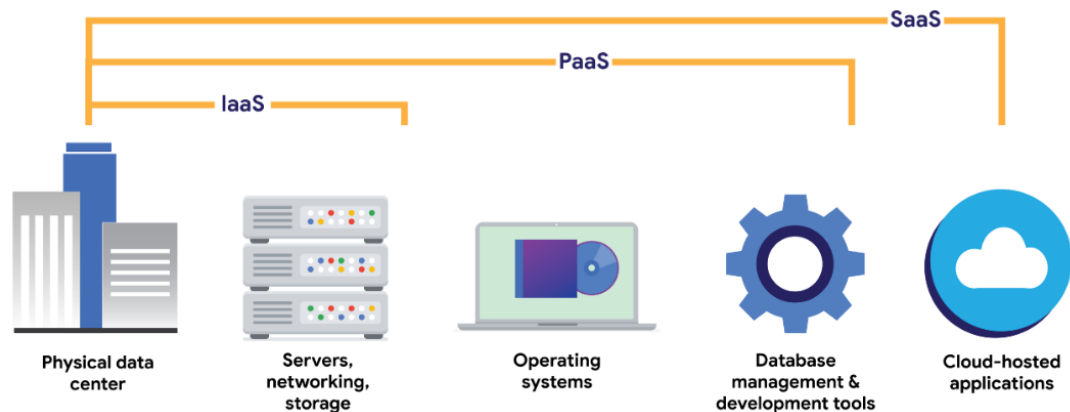 SaaS
PaaS
IaaS
Physical data
center
Servers,
networking,
storage
Operating
systems
Database
management &
development tools
Cloud-hosted
applications